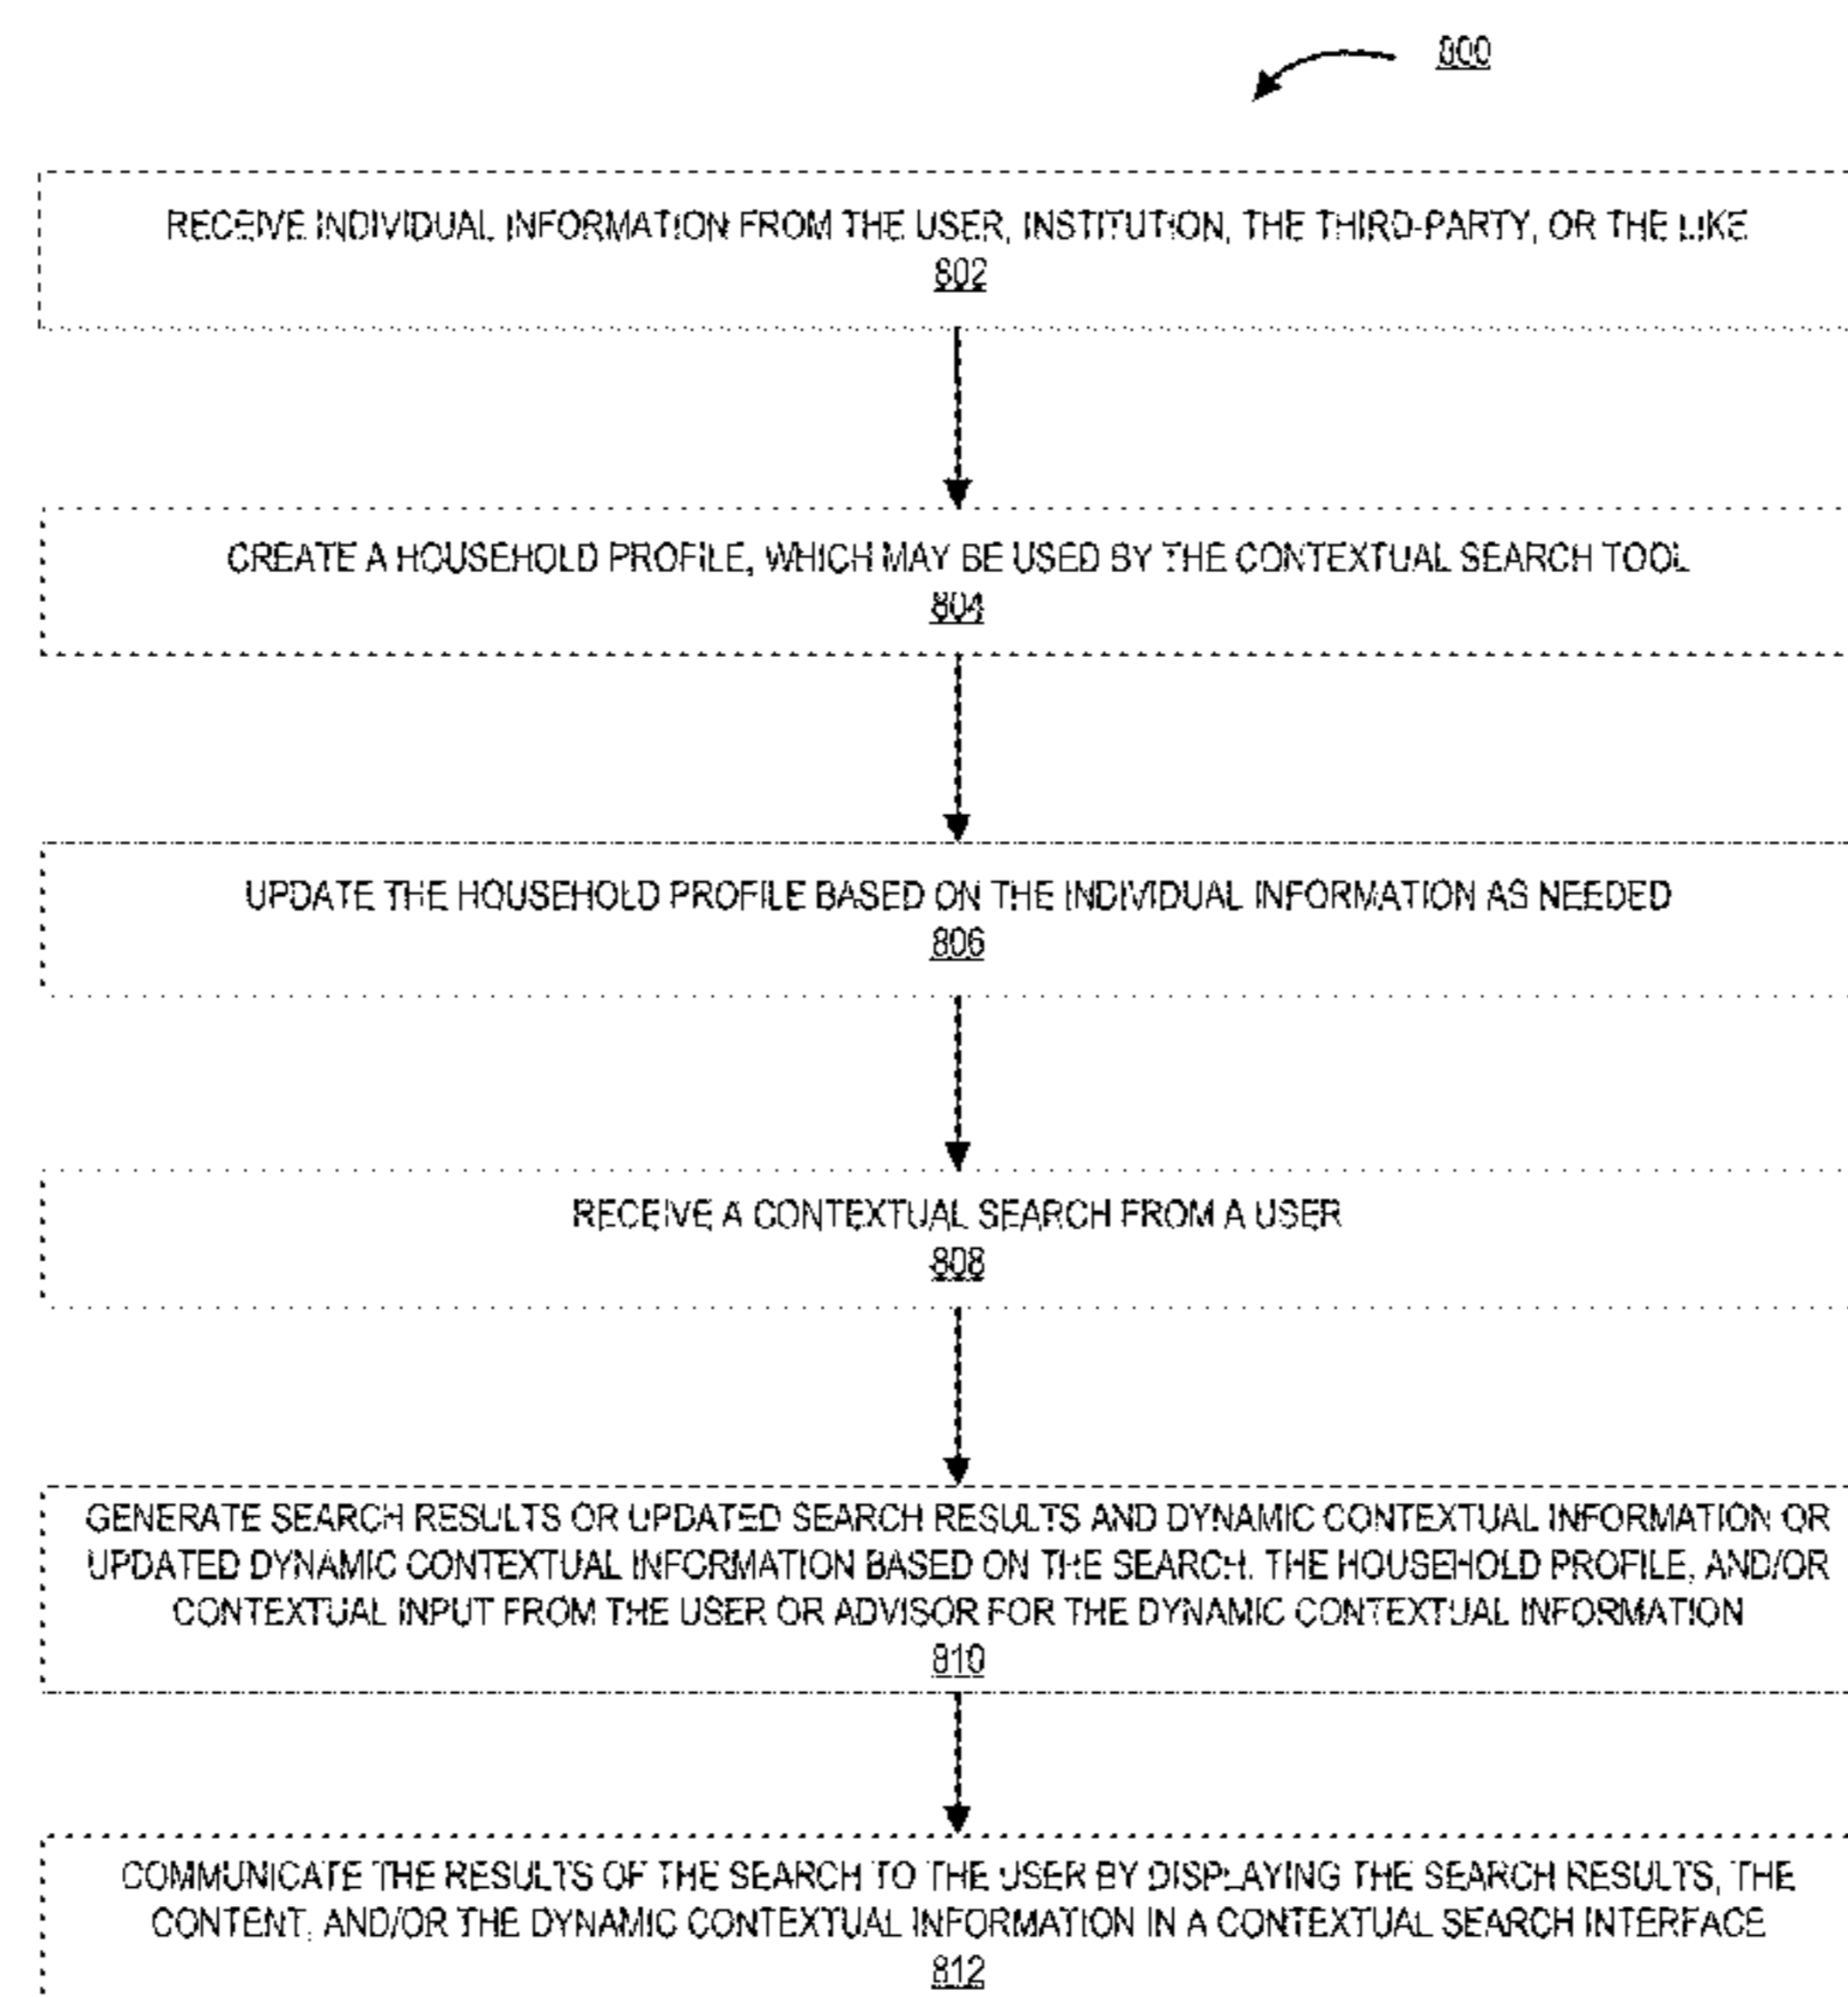 800
RECEIVE INDIVIDUAL INFORMATION FROM THE USER, INSTITUTION, THE THIRD-PARTY, OR THE LIKE
802
CREATE A HOUSEHOLD PROFILE, WHICH MAY BE USED BY THE CONTEXTUAL SEARCH TOOL
804
UPDATE THE HOUSEHOLD PROFILE BASED ON THE INDIVIDUAL INFORMATION AS NEEDED
806
RECEIVE A CONTEXTUAL SEARCH FROM A USER
808
GENERATE SEARCH RESULTS OR UPDATED SEARCH RESULTS AND DYNAMIC CONTEXTUAL INFORMATION OR
UPDATED DYNAMIC CONTEXTUAL INFORMATION BASED ON THE SEARCH, THE HOUSEHOLD PROFILE, AND/OR
CONTEXTUAL INPUT FROM THE USER OR ADVISOR FOR THE DYNAMIC CONTEXTUAL INFORMATION
810
COMMUNICATE THE RESULTS OF THE SEARCH TO THE USER BY DISPLAYING THE SEARCH RESULTS, THE
CONTENT, AND/OR THE DYNAMIC CONTEXTUAL INFORMATION IN A CONTEXTUAL SEARCH INTERFACE
812